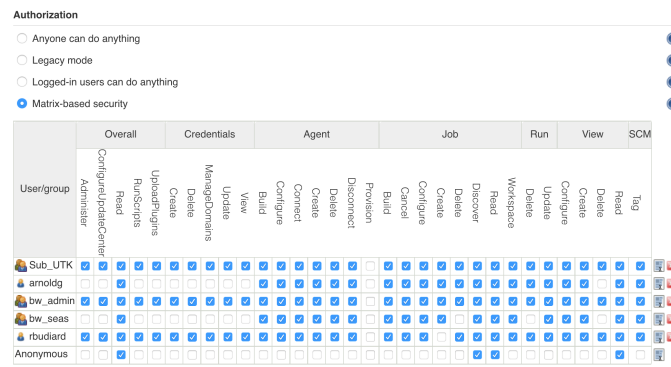 Authorization
Anyone can do anything
Legacy mode
Logged-in users can do anything
Matrix-based security
User/group Overall Credentials Agent Job Run View SCM
Administer ConfigureUpdateCenter Read RunScripts UploadPlugins Create Delete ManageDomains Update View Build Configure Connect Create Delete Disconnect Provision Build Cancel Configure Create Delete Discover Read Workspace Delete Update Configure Create Delete Read Tag
Sub_UTK
arnoldg
bw_admin
bw_seas
rbudiard
Anonymous